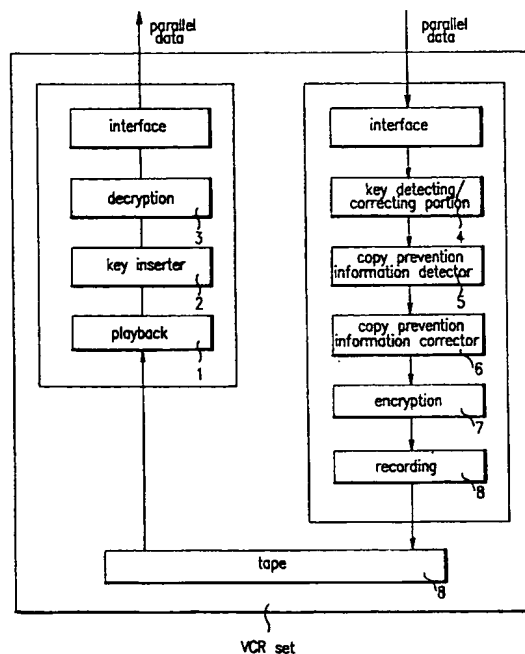 parallel
data
parallel
data
interface
decryption
3
key inserter
2
playback
1
interface
key detecting
correcting portion
4
copy prevention
information detector
5
copy prevention
information corrector
6
encryption
7
recording
8
tape
8
VCR set